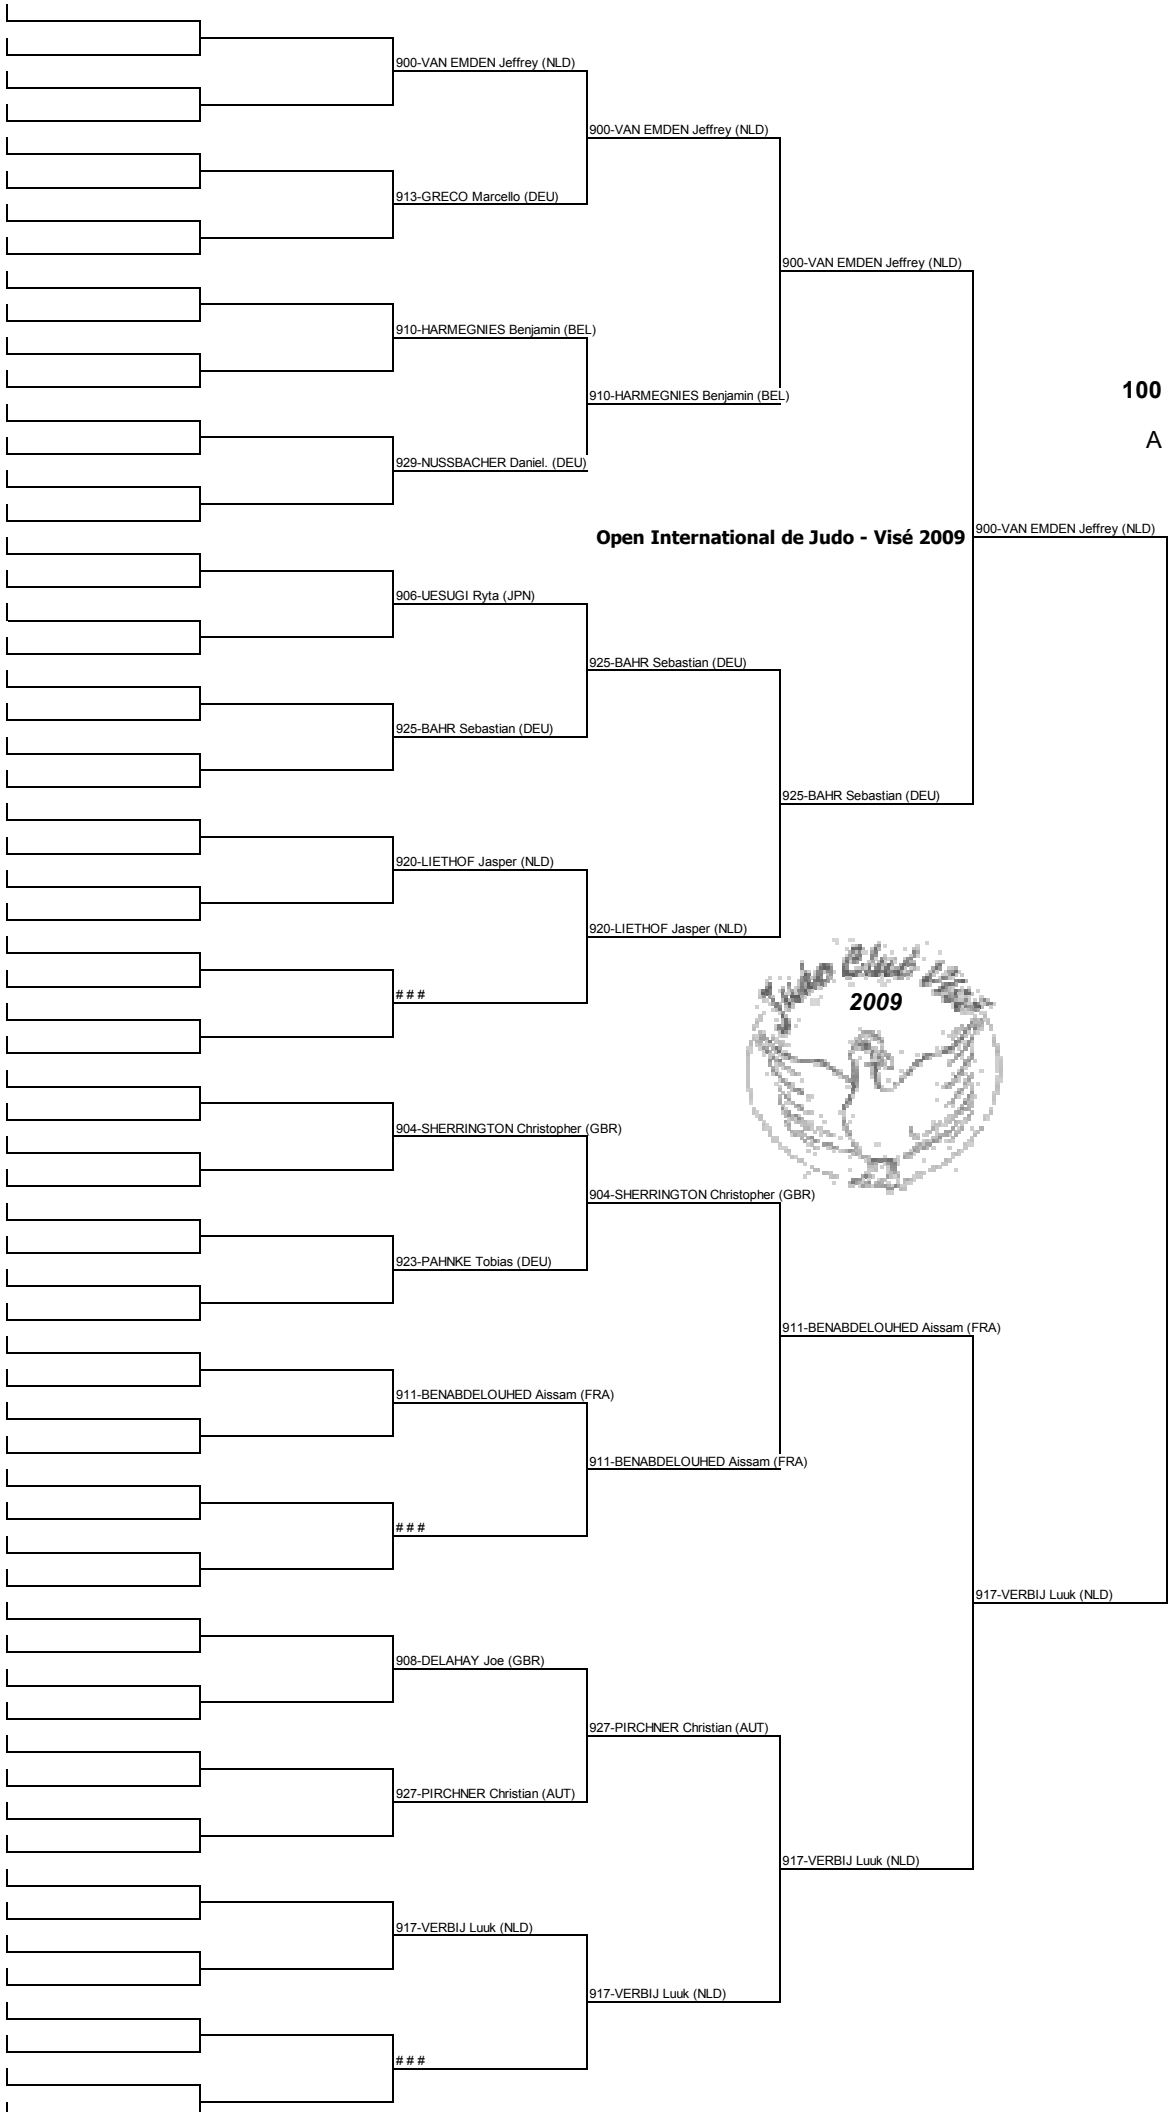 900-VAN EMDEN Jeffrey (NLD)
900-VAN EMDEN Jeffrey (NLD)
913-GRECO Marcello (DEU)
900-VAN EMDEN Jeffrey (NLD)
910-HARMEGNIES Benjamin (BEL)
100
910-HARMEGNIES Benjamin (BEL)
A
929-NUSSBACHER Daniel. (DEU)
900-VAN EMDEN Jeffrey (NLD)
Open International de Judo - Visé 2009
906-UESUGI Ryta (JPN)
925-BAHR Sebastian (DEU)
925-BAHR Sebastian (DEU)
925-BAHR Sebastian (DEU)
920-LIETHOF Jasper (NLD)
920-LIETHOF Jasper (NLD)
Judo Club Visé
# # #
2009
904-SHERRINGTON Christopher (GBR)
904-SHERRINGTON Christopher (GBR)
923-PAHNKE Tobias (DEU)
911-BENABDELOUHED Aissam (FRA)
911-BENABDELOUHED Aissam (FRA)
911-BENABDELOUHED Aissam (FRA)
# # #
917-VERBIJ Luuk (NLD)
908-DELAHAY Joe (GBR)
927-PIRCHNER Christian (AUT)
927-PIRCHNER Christian (AUT)
917-VERBIJ Luuk (NLD)
917-VERBIJ Luuk (NLD)
917-VERBIJ Luuk (NLD)
# # #